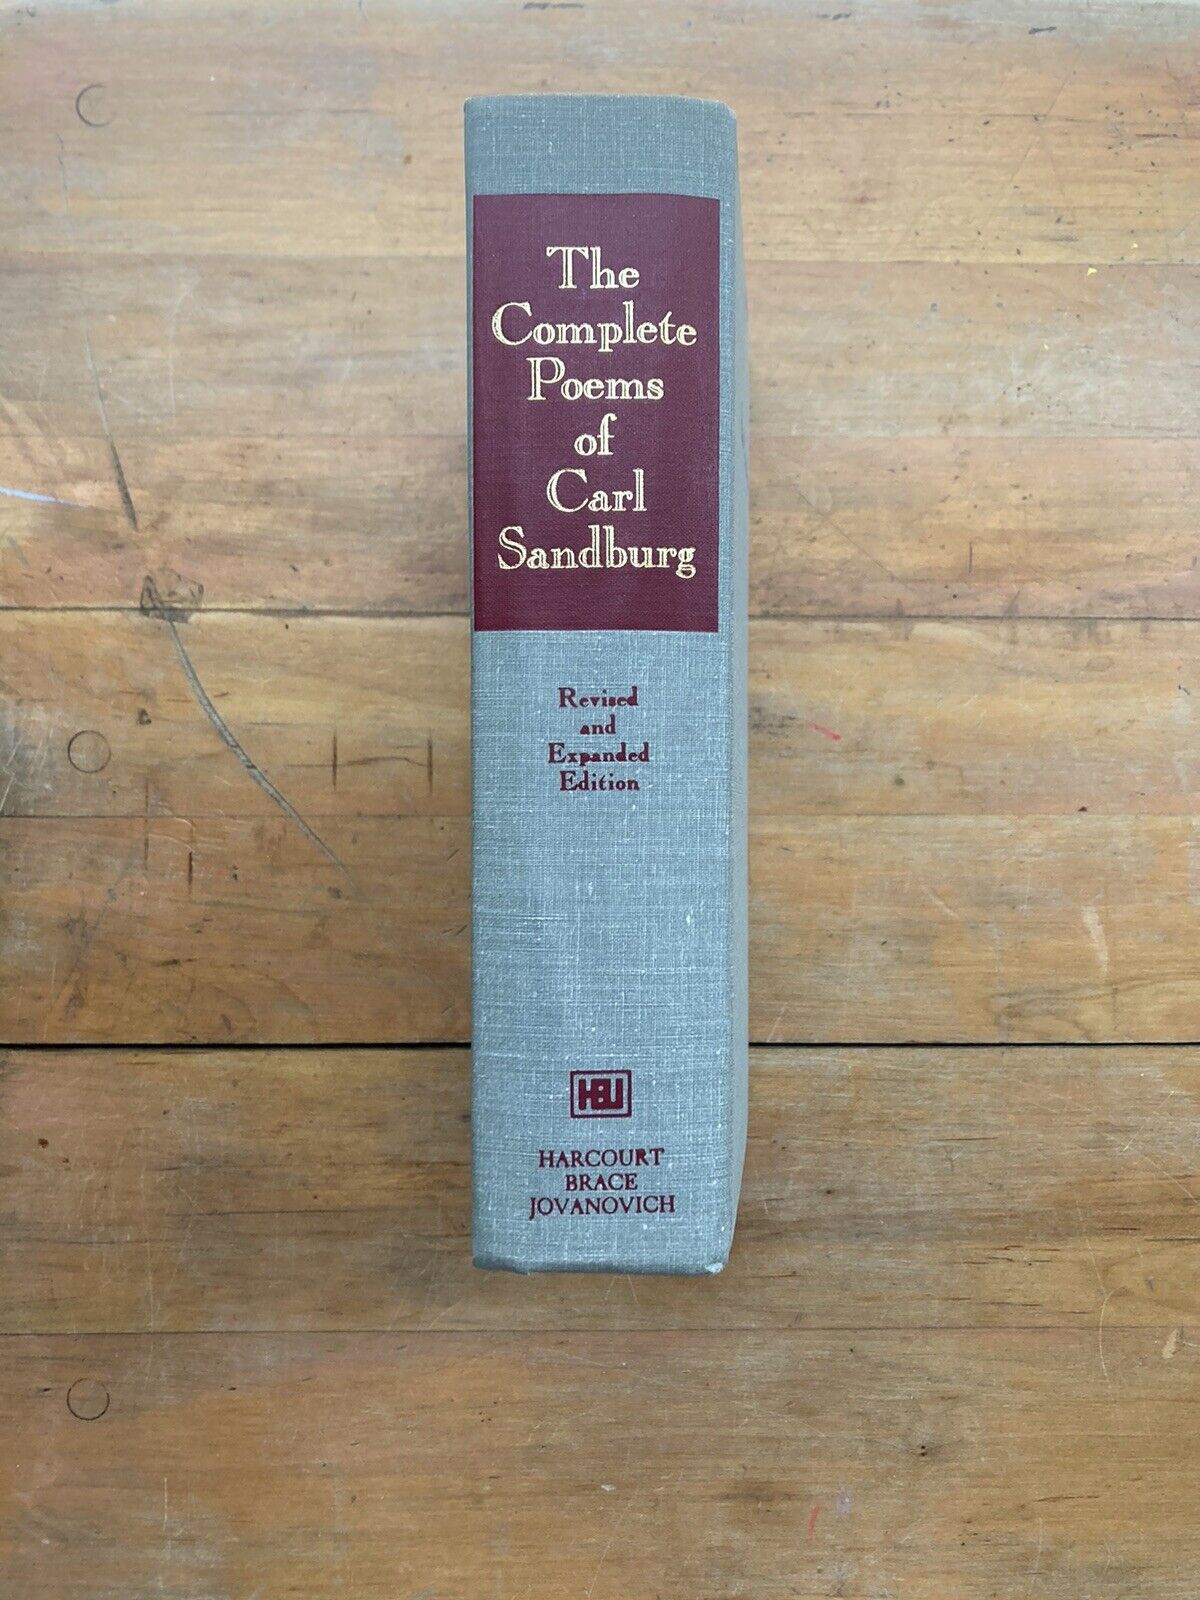 The
Complete
Poems
of
Carl
Sandburg
Revised
and
Expanded
Edition
HBJ
HARCOURT
BRACE
JOVANOVICH